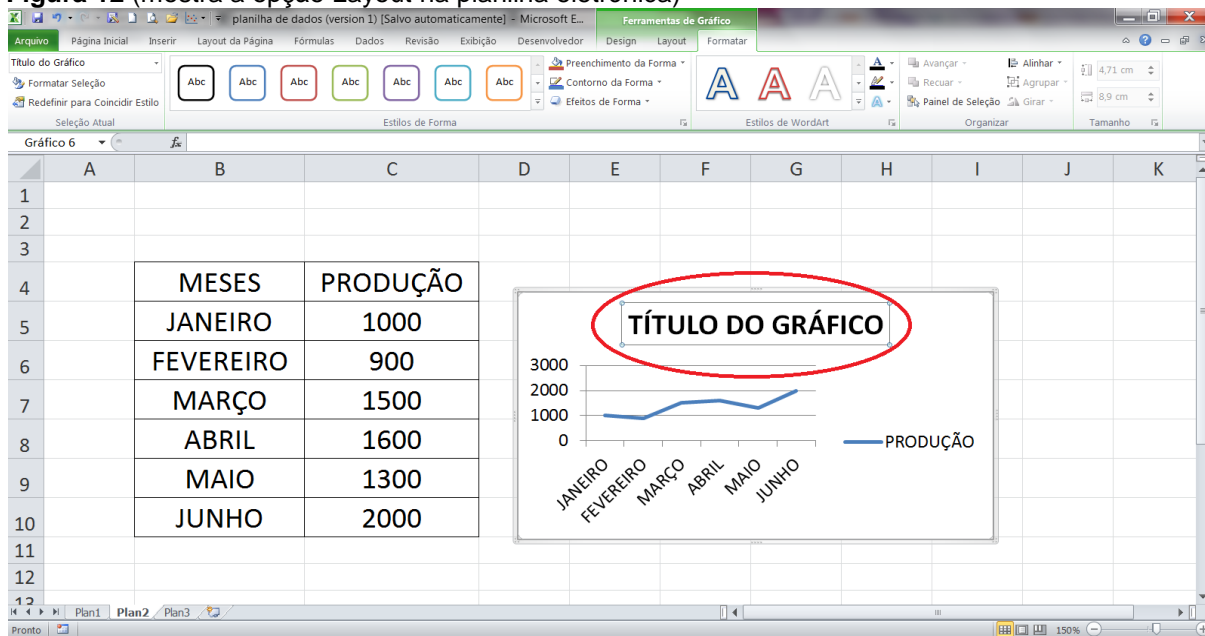 Figura 12 (mostra a opção Layout na planilha eletrônica)
planilha de dados (version 1) [Salvo automaticamente] - Microsoft E...
Ferramentas de Gráfico
Arquivo Página Inicial Inserir Layout da Página Fórmulas Dados Revisão Exibição Desenvolvedor Design Layout Formatar
Título do Gráfico
Formatar Seleção
Redefinir para Coincidir Estilo
Seleção Atual
Abc Abc Abc Abc Abc Abc Abc
Estilos de Forma
Preenchimento da Forma
Contorno da Forma
Efeitos de Forma
A A A
A
A
Estilos de WordArt
Avançar
Recuar
Painel de Seleção
Alinhar
Agrupar
Girar
Organizar
4,71 cm
8,9 cm
Tamanho
Gráfico 6 fx
A B C D E F G H I J K
1
2
3
4 MESES PRODUÇÃO
5 JANEIRO 1000
6 FEVEREIRO 900
7 MARÇO 1500
8 ABRIL 1600
9 MAIO 1300
10 JUNHO 2000
11
12
13
TÍTULO DO GRÁFICO
3000
2000
1000
0
JANEIRO FEVEREIRO MARÇO ABRIL MAIO JUNHO
PRODUÇÃO
Plan1 Plan2 Plan3
Pronto 150%